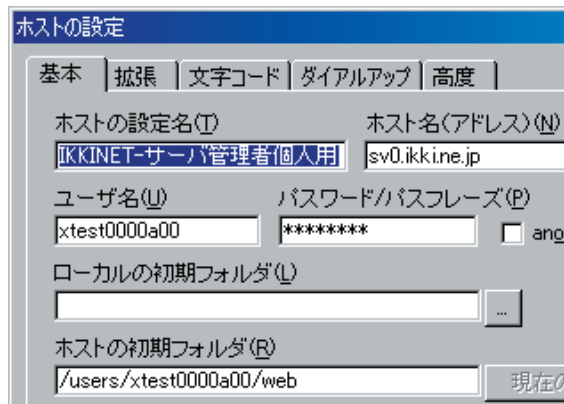 ホストの設定
基本 拡張 文字コード ダイアルアップ 高度
ホストの設定名(T) ホスト名(アドレス)(N)
IKKINET-サーバ管理者個人用 sv0.ikki.ne.jp
ユーザ名(U) パスワード/パスフレーズ(P)
xtest0000a00 ******** ano
ローカルの初期フォルダ(L)
...
ホストの初期フォルダ(R)
/users/xtest0000a00/web 現在の